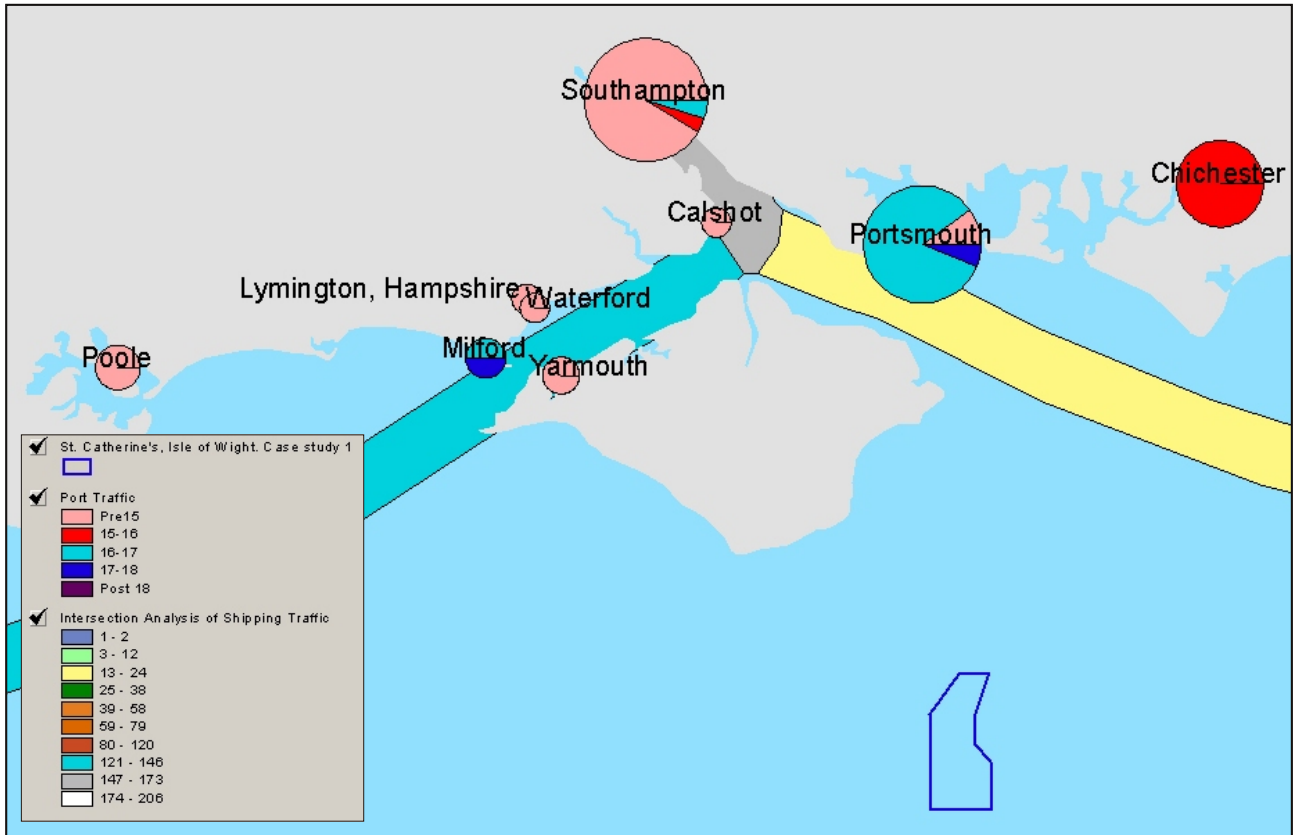 Southampton
Chichester
Calshot
Portsmouth
Lymington, Hampshire
Waterford
Milford
Poole
Yarmouth
St. Catherine's, Isle of Wight. Case study 1
Port Traffic
Pre15
15-16
16-17
17-18
Post 18
Intersection Analysis of Shipping Traffic
1 - 2
3 - 12
13 - 24
25 - 38
39 - 58
59 - 79
80 - 120
121 - 146
147 - 173
174 - 206